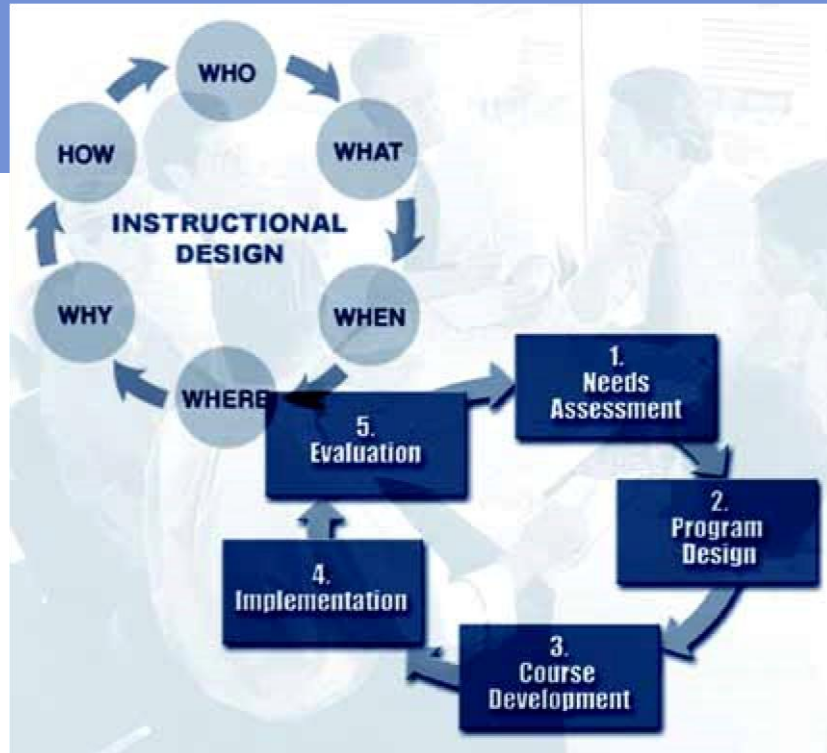 WHO
WHAT
WHEN
WHERE
WHY
HOW
INSTRUCTIONAL
DESIGN
1.
Needs
Assessment
2.
Program
Design
3.
Course
Development
4.
Implementation
5.
Evaluation